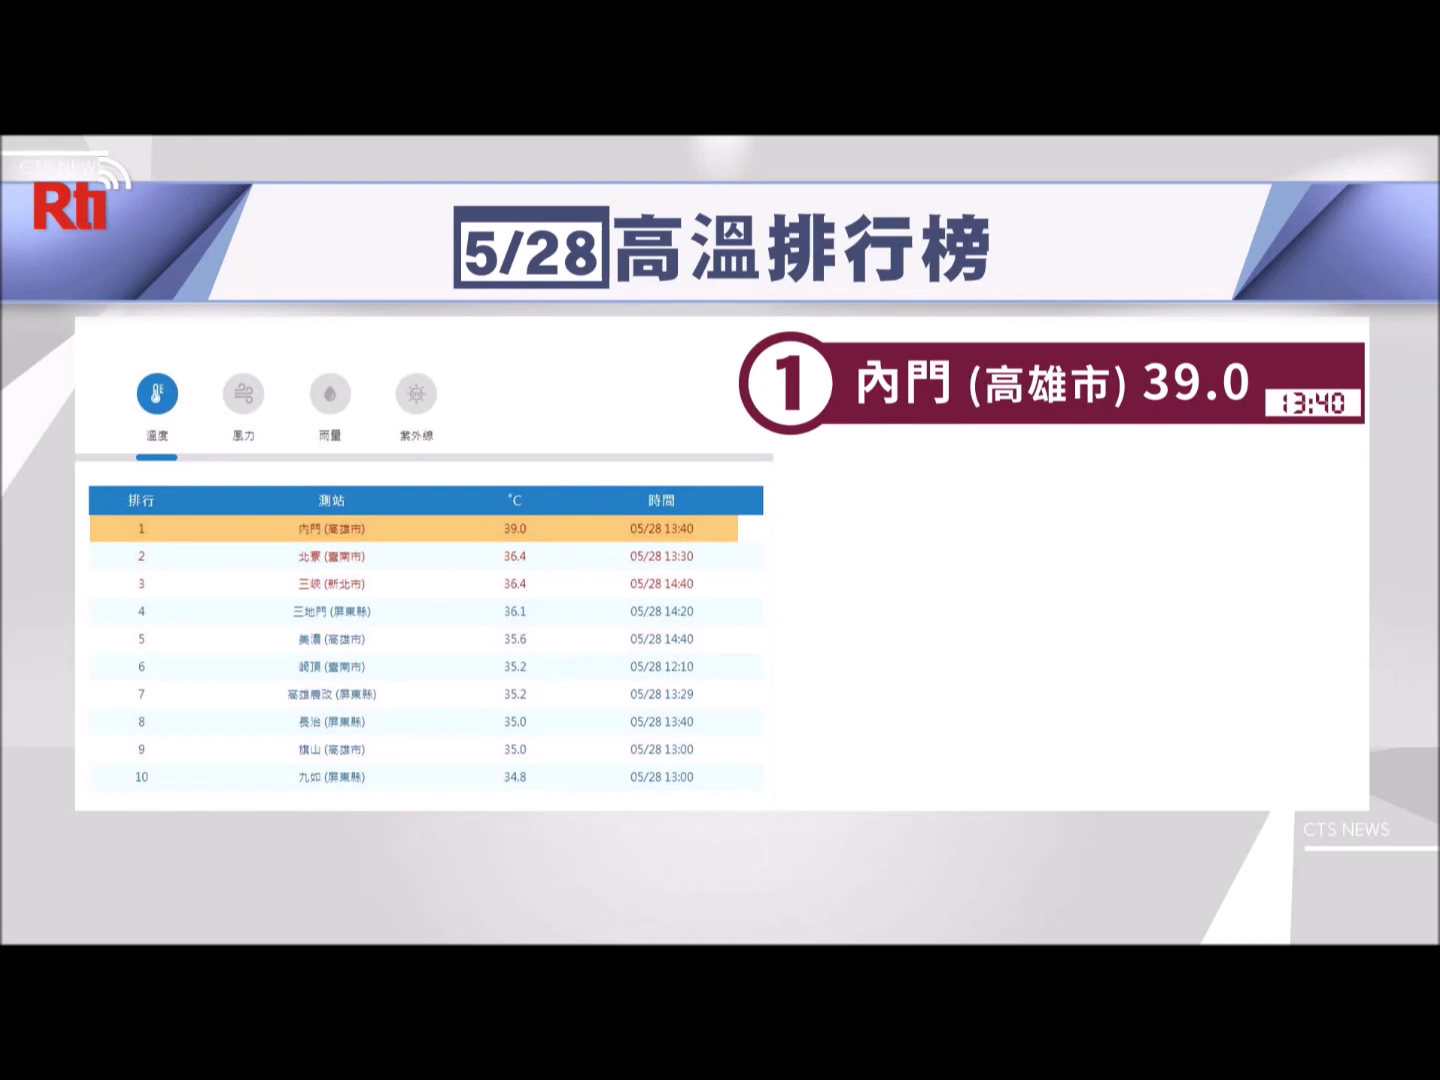 CTS NEWS
Rti
5/28高溫排行榜
1 內門 (高雄市) 39.0 13:40
溫度 風力 雨量 紫外線
排行 測站 °C 時間
1 內門 (高雄市) 39.0 05/28 13:40
2 北寮 (臺南市) 36.4 05/28 13:30
3 三峽 (新北市) 36.4 05/28 14:40
4 三地門 (屏東縣) 36.1 05/28 14:20
5 美濃 (高雄市) 35.6 05/28 14:40
6 崎頂 (臺南市) 35.2 05/28 12:10
7 高雄農改 (屏東縣) 35.2 05/28 13:29
8 長治 (屏東縣) 35.0 05/28 13:40
9 旗山 (高雄市) 35.0 05/28 13:00
10 九如 (屏東縣) 34.8 05/28 13:00
CTS NEWS